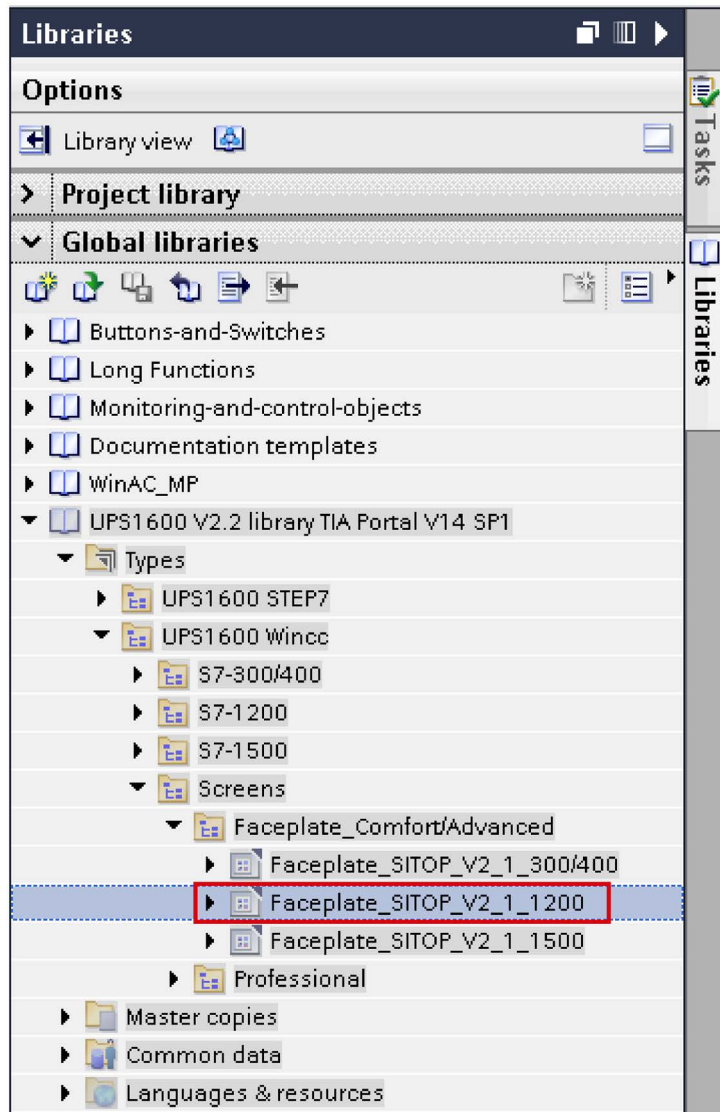 Libraries
Options
Library view
Project library
Global libraries
Buttons-and-Switches
Long Functions
Monitoring-and-control-objects
Documentation templates
WinAC_MP
UPS1600 V2.2 library TIA Portal V14 SP1
Types
UPS1600 STEP7
UPS1600 Wincc
S7-300/400
S7-1200
S7-1500
Screens
Faceplate_Comfort/Advanced
Faceplate_SITOP_V2_1_300/400
Faceplate_SITOP_V2_1_1200
Faceplate_SITOP_V2_1_1500
Professional
Master copies
Common data
Languages & resources
Tasks
Libraries